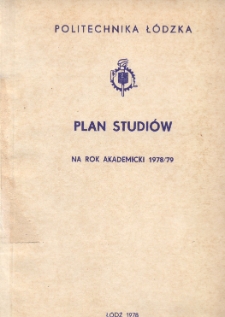 POLITECHNIKA ŁÓDZKA
PLAN STUDIÓW
NA ROK AKADEMICKI 1978/79
ŁÓDŹ 1978